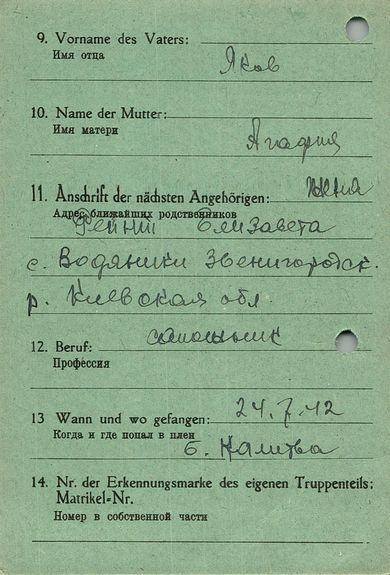 9. Vorname des Vaters:
Имя отца
Яков
10. Name der Mutter:
Имя матери
Агафия
11. Anschrift der nächsten Angehörigen: жена
Адрес ближайших родственников
Елизавета
с. Водяники Звенигородск.
р. Киевская обл
сапошник
12. Beruf:
Профессия
13 Wann und wo gefangen: 24.7.42
Когда и где попал в плен
б. Калитва
14. Nr. der Erkennungsmarke des eigenen Truppenteils:
Matrikel-Nr.
Номер в собственной части